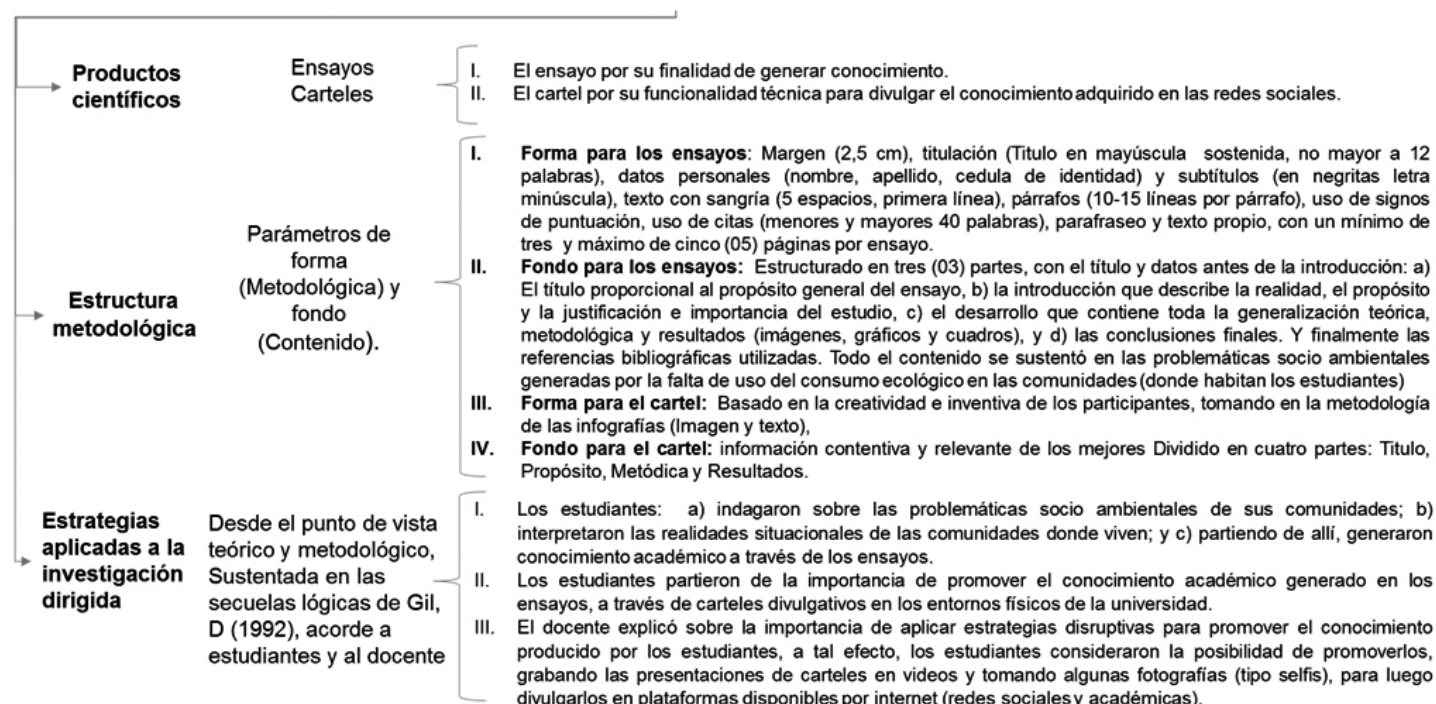 Productos
científicos
Ensayos
Carteles
I. El ensayo por su finalidad de generar conocimiento.
II. El cartel por su funcionalidad técnica para divulgar el conocimiento adquirido en las redes sociales.
Estructura
metodológica
Parámetros de
forma
(Metodológica) y
fondo
(Contenido).
I. Forma para los ensayos: Margen (2,5 cm), titulación (Titulo en mayúscula sostenida, no mayor a 12
palabras), datos personales (nombre, apellido, cedula de identidad) y subtítulos (en negritas letra
minúscula), texto con sangría (5 espacios, primera línea), párrafos (10-15 líneas por párrafo), uso de signos
de puntuación, uso de citas (menores y mayores 40 palabras), parafraseo y texto propio, con un mínimo de
tres y máximo de cinco (05) páginas por ensayo.
II. Fondo para los ensayos: Estructurado en tres (03) partes, con el título y datos antes de la introducción: a)
El título proporcional al propósito general del ensayo, b) la introducción que describe la realidad, el propósito
y la justificación e importancia del estudio, c) el desarrollo que contiene toda la generalización teórica,
metodológica y resultados (imágenes, gráficos y cuadros), y d) las conclusiones finales. Y finalmente las
referencias bibliográficas utilizadas. Todo el contenido se sustentó en las problemáticas socio ambientales
generadas por la falta de uso del consumo ecológico en las comunidades (donde habitan los estudiantes)
III. Forma para el cartel: Basado en la creatividad e inventiva de los participantes, tomando en la metodología
de las infografías (Imagen y texto),
IV. Fondo para el cartel: información contentiva y relevante de los mejores Dividido en cuatro partes: Titulo,
Propósito, Metódica y Resultados.
Estrategias
aplicadas a la
investigación
dirigida
Desde el punto de vista
teórico y metodológico,
Sustentada en las
secuelas lógicas de Gil,
D (1992), acorde a
estudiantes y al docente
I. Los estudiantes: a) indagaron sobre las problemáticas socio ambientales de sus comunidades; b)
interpretaron las realidades situacionales de las comunidades donde viven; y c) partiendo de allí, generaron
conocimiento académico a través de los ensayos.
II. Los estudiantes partieron de la importancia de promover el conocimiento académico generado en los
ensayos, a través de carteles divulgativos en los entornos físicos de la universidad.
III. El docente explicó sobre la importancia de aplicar estrategias disruptivas para promover el conocimiento
producido por los estudiantes, a tal efecto, los estudiantes consideraron la posibilidad de promoverlos,
grabando las presentaciones de carteles en videos y tomando algunas fotografías (tipo selfis), para luego
divulgarlos en plataformas disponibles por internet (redes sociales y académicas).